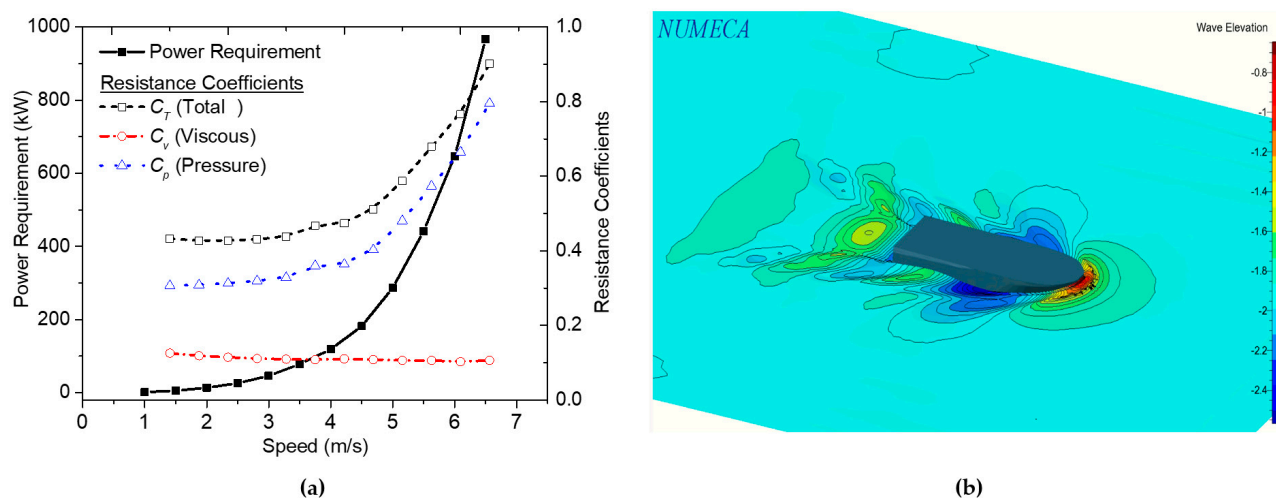 (a)
1000
800
600
400
200
0
Power Requirement (kW)
Power Requirement
Resistance Coefficients
C_T (Total )
C_v (Viscous)
C_p (Pressure)
1.0
0.8
0.6
0.4
0.2
0.0
Resistance Coefficients
0 1 2 3 4 5 6 7
Speed (m/s)
(a)
(b)
NUMECA
Wave Elevation
-0.8
-1.2
-1.4
-1.6
-1.8
-2.0
-2.2
-2.4
(b)